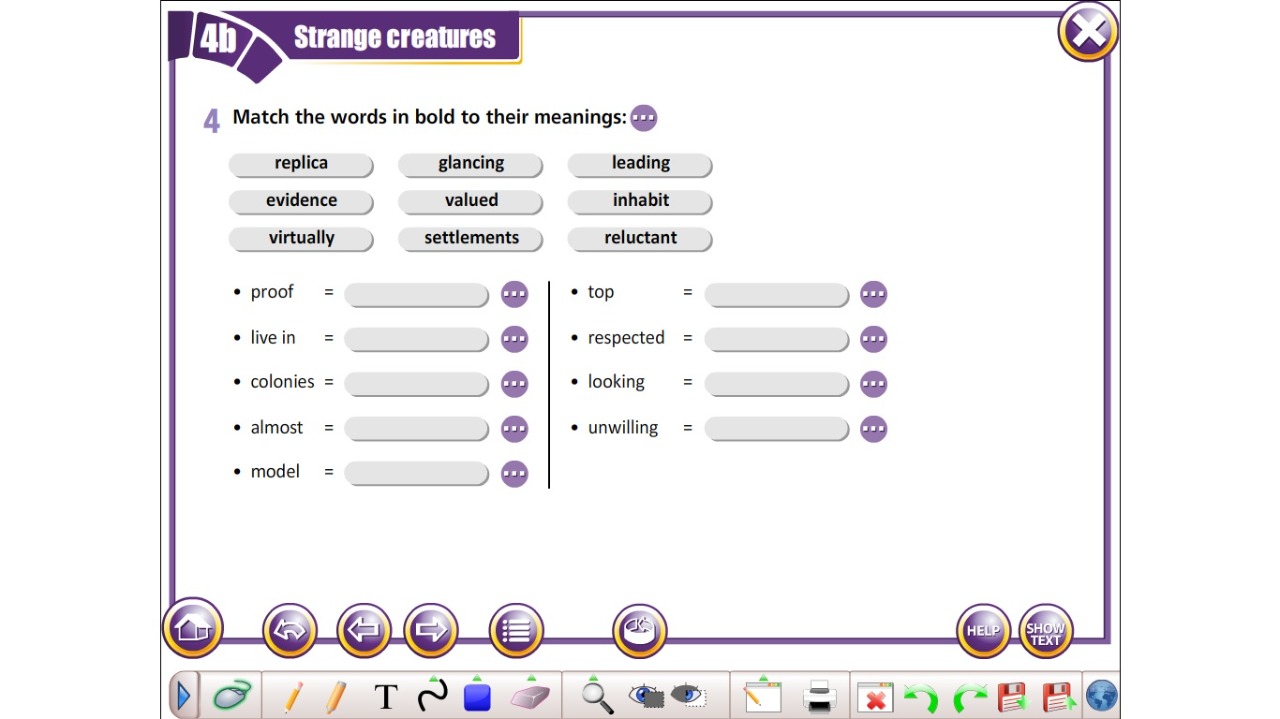 4b Strange creatures
4 Match the words in bold to their meanings:
replica glancing leading
evidence valued inhabit
virtually settlements reluctant
• proof =
• live in =
• colonies =
• almost =
• model =
• top =
• respected =
• looking =
• unwilling =
HELP
SHOW
TEXT
T